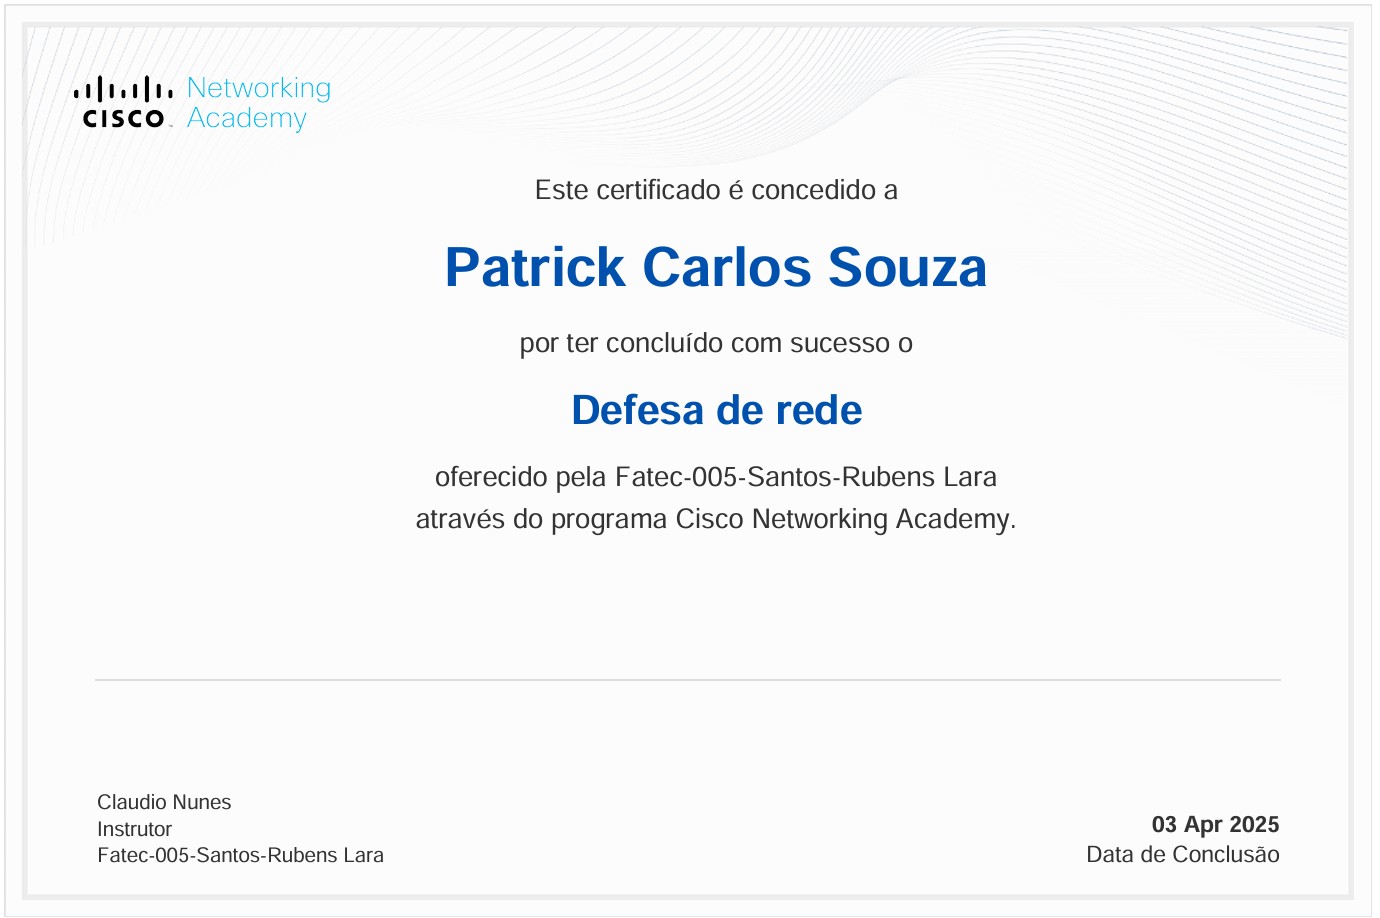 CISCO
Networking
Academy
Este certificado é concedido a
Patrick Carlos Souza
por ter concluído com sucesso o
Defesa de rede
oferecido pela Fatec-005-Santos-Rubens Lara
através do programa Cisco Networking Academy.
Claudio Nunes
Instrutor
Fatec-005-Santos-Rubens Lara
03 Apr 2025
Data de Conclusão